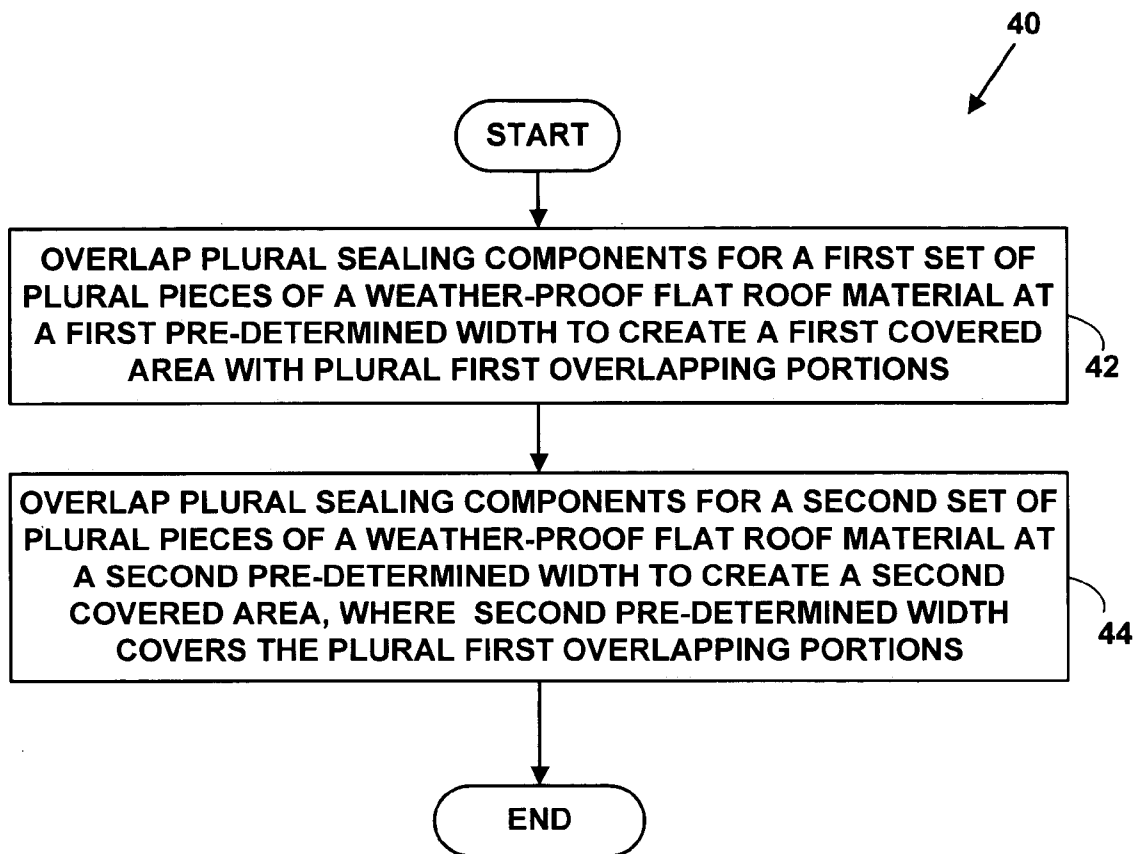 40
START
OVERLAP PLURAL SEALING COMPONENTS FOR A FIRST SET OF
PLURAL PIECES OF A WEATHER-PROOF FLAT ROOF MATERIAL AT
A FIRST PRE-DETERMINED WIDTH TO CREATE A FIRST COVERED
AREA WITH PLURAL FIRST OVERLAPPING PORTIONS
42
OVERLAP PLURAL SEALING COMPONENTS FOR A SECOND SET OF
PLURAL PIECES OF A WEATHER-PROOF FLAT ROOF MATERIAL AT
A SECOND PRE-DETERMINED WIDTH TO CREATE A SECOND
COVERED AREA, WHERE SECOND PRE-DETERMINED WIDTH
COVERS THE PLURAL FIRST OVERLAPPING PORTIONS
44
END